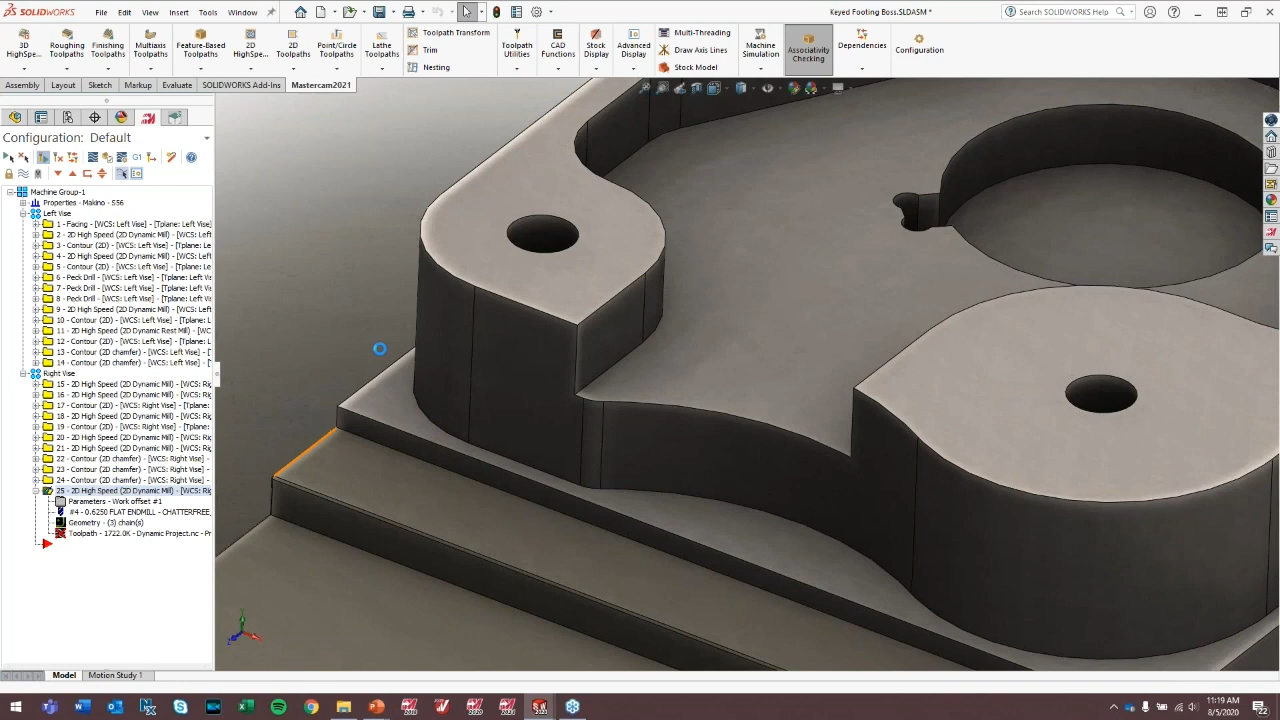 SOLIDWORKS
File Edit View Insert Tools Window
Keyed Footing Boss.SLDASM *
Search SOLIDWORKS Help
3D HighSpe...
Roughing Toolpaths
Finishing Toolpaths
Multiaxis Toolpaths
Feature-Based Toolpaths
2D HighSpe...
2D Toolpaths
Point/Circle Toolpaths
Lathe Toolpaths
Toolpath Transform
Trim
Nesting
Toolpath Utilities
CAD Functions
Stock Display
Advanced Display
Multi-Threading
Draw Axis Lines
Stock Model
Machine Simulation
Associativity Checking
Dependencies
Configuration
Assembly Layout Sketch Markup Evaluate SOLIDWORKS Add-Ins Mastercam2021
Configuration: Default
G1
Machine Group-1
Properties - Makino - S56
Left Vise
1 - Facing - [WCS: Left Vise] - [Tplane: Left Vise]
2 - 2D High Speed (2D Dynamic Mill) - [WCS: Left
3 - Contour (2D) - [WCS: Left Vise] - [Tplane: Le
4 - 2D High Speed (2D Dynamic Mill) - [WCS: Left
5 - Contour (2D) - [WCS: Left Vise] - [Tplane: Le
6 - Peck Drill - [WCS: Left Vise] - [Tplane: Left Vise
7 - Peck Drill - [WCS: Left Vise] - [Tplane: Left Vise
8 - Peck Drill - [WCS: Left Vise] - [Tplane: Left Vise
9 - 2D High Speed (2D Dynamic Mill) - [WCS: Left
10 - Contour (2D) - [WCS: Left Vise] - [Tplane: L
11 - 2D High Speed (2D Dynamic Rest Mill) - [WC
12 - Contour (2D) - [WCS: Left Vise] - [Tplane: L
13 - Contour (2D chamfer) - [WCS: Left Vise] - [
14 - Contour (2D chamfer) - [WCS: Left Vise] - [
Right Vise
15 - 2D High Speed (2D Dynamic Mill) - [WCS: Rig
16 - 2D High Speed (2D Dynamic Mill) - [WCS: Rig
17 - Contour (2D) - [WCS: Right Vise] - [Tplane:
18 - 2D High Speed (2D Dynamic Mill) - [WCS: Rig
19 - Contour (2D) - [WCS: Right Vise] - [Tplane:
20 - 2D High Speed (2D Dynamic Mill) - [WCS: Rig
21 - 2D High Speed (2D Dynamic Mill) - [WCS: Rig
22 - Contour (2D chamfer) - [WCS: Right Vise] -
23 - Contour (2D chamfer) - [WCS: Right Vise] -
24 - Contour (2D chamfer) - [WCS: Right Vise] -
25 - 2D High Speed (2D Dynamic Mill) - [WCS: Rig
Parameters - Work offset #1
#4 - 0.6250 FLAT ENDMILL - CHATTERFREE_
Geometry - (3) chain(s)
Toolpath - 1722.0K - Dynamic Project.nc - Pr
Model Motion Study 1
11:19 AM
8/5/2020
22